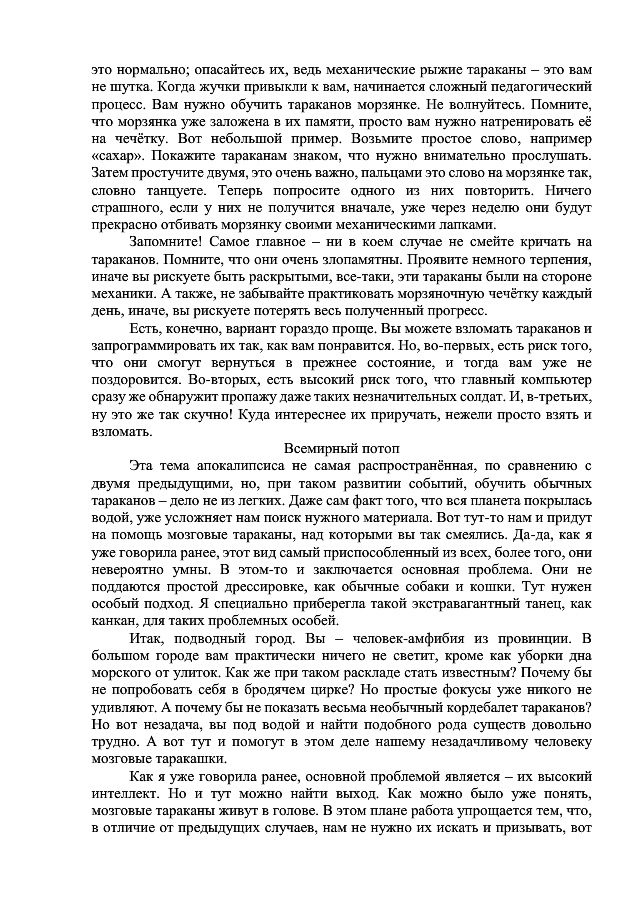 это нормально; опасайтесь их, ведь механические рыжие тараканы – это вам
не шутка. Когда жучки привыкли к вам, начинается сложный педагогический
процесс. Вам нужно обучить тараканов морзянке. Не волнуйтесь. Помните,
что морзянка уже заложена в их памяти, просто вам нужно натренировать её
на чечётку. Вот небольшой пример. Возьмите простое слово, например
«сахар». Покажите тараканам знаком, что нужно внимательно прослушать.
Затем простучите двумя, это очень важно, пальцами это слово на морзянке так,
словно танцуете. Теперь попросите одного из них повторить. Ничего
страшного, если у них не получится вначале, уже через неделю они будут
прекрасно отбивать морзянку своими механическими лапками.
Запомните! Самое главное – ни в коем случае не смейте кричать на
тараканов. Помните, что они очень злопамятны. Проявите немного терпения,
иначе вы рискуете быть раскрытыми, все-таки, эти тараканы были на стороне
механики. А также, не забывайте практиковать морзяночную чечётку каждый
день, иначе, вы рискуете потерять весь полученный прогресс.
Есть, конечно, вариант гораздо проще. Вы можете взломать тараканов и
запрограммировать их так, как вам понравится. Но, во-первых, есть риск того,
что они смогут вернуться в прежнее состояние, и тогда вам уже не
поздоровится. Во-вторых, есть высокий риск того, что главный компьютер
сразу же обнаружит пропажу даже таких незначительных солдат. И, в-третьих,
ну это же так скучно! Куда интереснее их приручать, нежели просто взять и
взломать.
Всемирный потоп
Эта тема апокалипсиса не самая распространённая, по сравнению с
двумя предыдущими, но, при таком развитии событий, обучить обычных
тараканов – дело не из легких. Даже сам факт того, что вся планета покрылась
водой, уже усложняет нам поиск нужного материала. Вот тут-то нам и придут
на помощь мозговые тараканы, над которыми вы так смеялись. Да-да, как я
уже говорила ранее, этот вид самый приспособленный из всех, более того, они
невероятно умны. В этом-то и заключается основная проблема. Они не
поддаются простой дрессировке, как обычные собаки и кошки. Тут нужен
особый подход. Я специально приберегла такой экстравагантный танец, как
канкан, для таких проблемных особей.
Итак, подводный город. Вы – человек-амфибия из провинции. В
большом городе вам практически ничего не светит, кроме как уборки дна
морского от улиток. Как же при таком раскладе стать известным? Почему бы
не попробовать себя в бродячем цирке? Но простые фокусы уже никого не
удивляют. А почему бы не показать весьма необычный кордебалет тараканов?
Но вот незадача, вы под водой и найти подобного рода существ довольно
трудно. А вот тут и помогут в этом деле нашему незадачливому человеку
мозговые таракашки.
Как я уже говорила ранее, основной проблемой является – их высокий
интеллект. Но и тут можно найти выход. Как можно было уже понять,
мозговые тараканы живут в голове. В этом плане работа упрощается тем, что,
в отличие от предыдущих случаев, нам не нужно их искать и призывать, вот